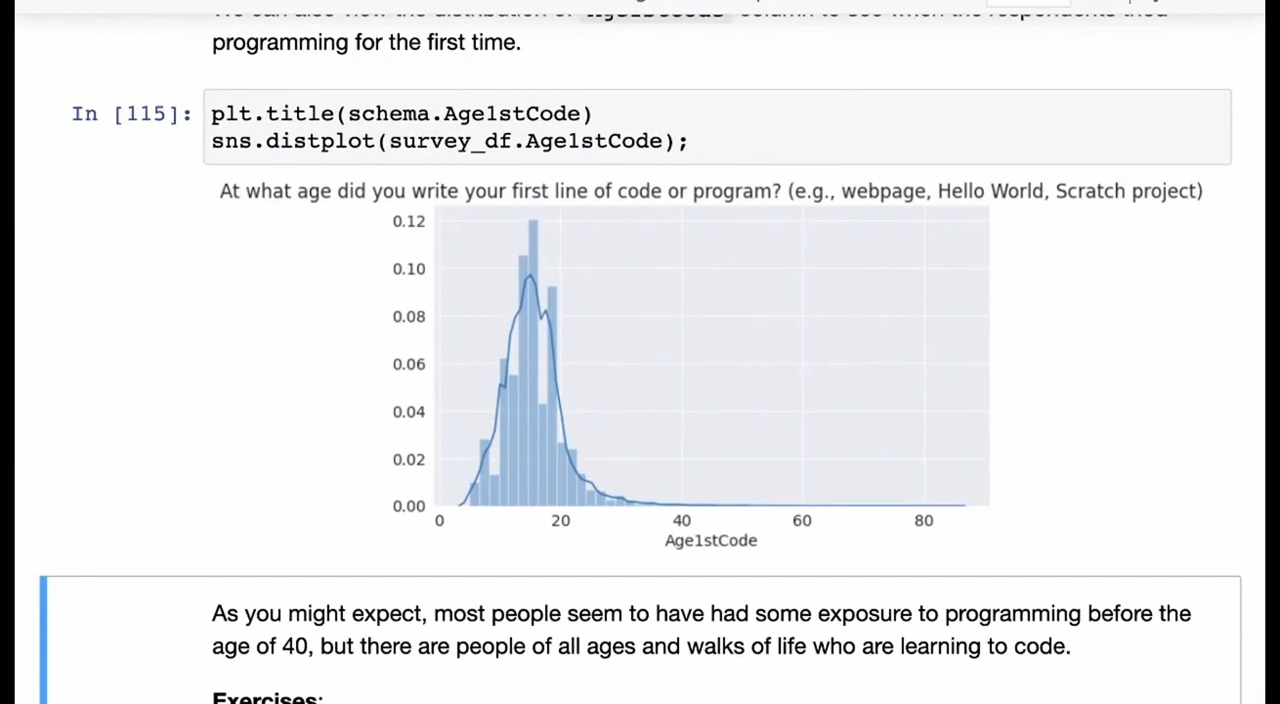 programming for the first time.
In [115]: plt.title(schema.Age1stCode)
sns.distplot(survey_df.Age1stCode);
At what age did you write your first line of code or program? (e.g., webpage, Hello World, Scratch project)
0.12
0.10
0.08
0.06
0.04
0.02
0.00
0 20 40 60 80
Age1stCode
As you might expect, most people seem to have had some exposure to programming before the
age of 40, but there are people of all ages and walks of life who are learning to code.
Exercises: